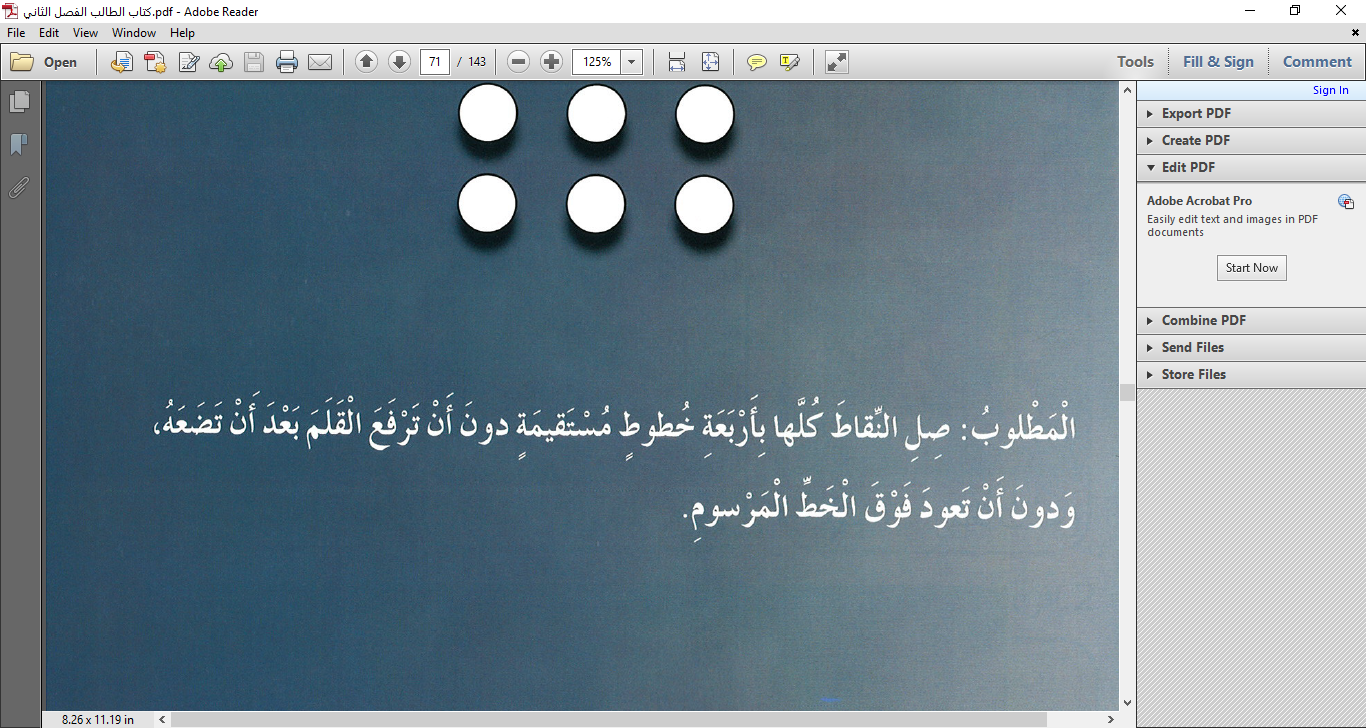 كتاب الطالب الفصل الثاني.pdf - Adobe Reader
File Edit View Window Help
Open 71 / 143 125% Tools Fill & Sign Comment
Sign In
Export PDF
Create PDF
Edit PDF
Adobe Acrobat Pro
Easily edit text and images in PDF
documents
Start Now
Combine PDF
Send Files
Store Files
الْمَطْلوبُ: صِلِ النِّقاطَ كُلَّها بِأَرْبَعَةِ خُطوطٍ مُسْتَقيمَةٍ دونَ أَنْ تَرْفَعَ الْقَلَمَ بَعْدَ أَنْ تَضَعَهُ،
وَدونَ أَنْ تَعودَ فَوْقَ الْخَطِّ الْمَرْسومِ.
8.26 x 11.19 in